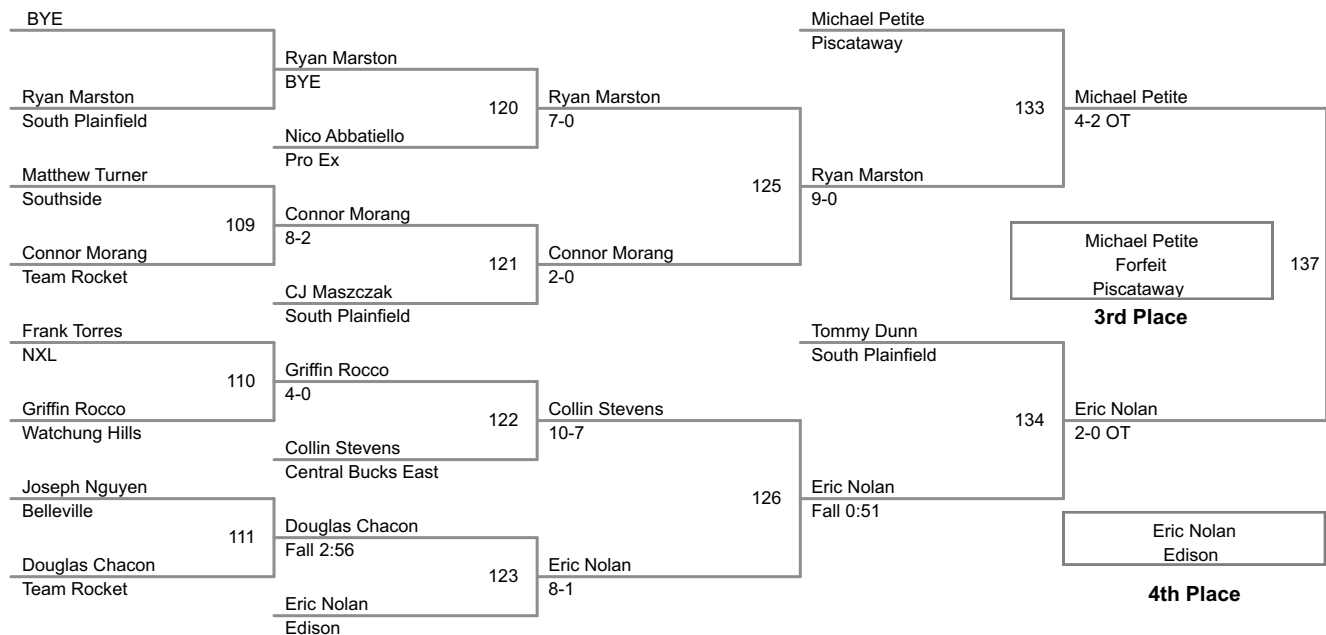 BYE
Ryan Marston
South Plainfield
Matthew Turner
Southside
109
Connor Morang
Team Rocket
Frank Torres
NXL
110
Griffin Rocco
Watchung Hills
Joseph Nguyen
Belleville
111
Douglas Chacon
Team Rocket
Ryan Marston
BYE
120
Nico Abbatiello
Pro Ex
Connor Morang
8-2
121
CJ Maszczak
South Plainfield
Griffin Rocco
4-0
122
Collin Stevens
Central Bucks East
Douglas Chacon
Fall 2:56
123
Eric Nolan
Edison
Ryan Marston
7-0
125
Connor Morang
2-0
Collin Stevens
10-7
126
Eric Nolan
8-1
Michael Petite
Piscataway
133
Ryan Marston
9-0
Tommy Dunn
South Plainfield
134
Eric Nolan
Fall 0:51
Michael Petite
4-2 OT
Michael Petite
Forfeit
Piscataway
137
3rd Place
Eric Nolan
2-0 OT
Eric Nolan
Edison
4th Place